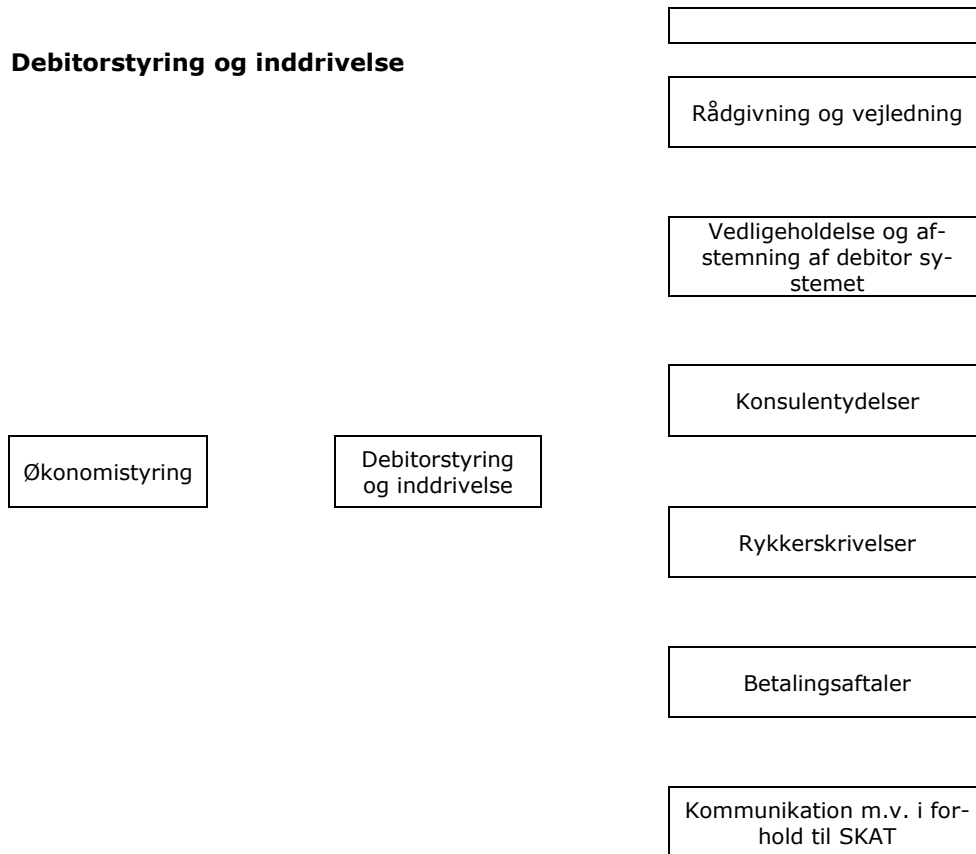 Debitorstyring og inddrivelse
Rådgivning og vejledning
Vedligeholdelse og af-
stemning af debitor sy-
stemet
Konsulentydelser
Økonomistyring
Debitorstyring
og inddrivelse
Rykkerskrivelser
Betalingsaftaler
Kommunikation m.v. i for-
hold til SKAT